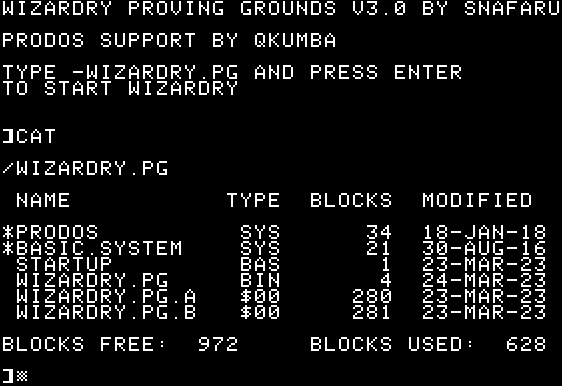 WIZARDRY PROVING GROUNDS V3.0 BY SNAFARU
PRODOS SUPPORT BY QKUMBA
TYPE -WIZARDRY.PG AND PRESS ENTER
TO START WIZARDRY
]CAT
/WIZARDRY.PG
NAME TYPE BLOCKS MODIFIED
*PRODOS SYS 34 18-JAN-18
*BASIC.SYSTEM SYS 21 30-AUG-16
STARTUP BAS 1 23-MAR-23
WIZARDRY.PG BIN 4 24-MAR-23
WIZARDRY.PG.A $00 280 23-MAR-23
WIZARDRY.PG.B $00 281 23-MAR-23
BLOCKS FREE: 972 BLOCKS USED: 628
]